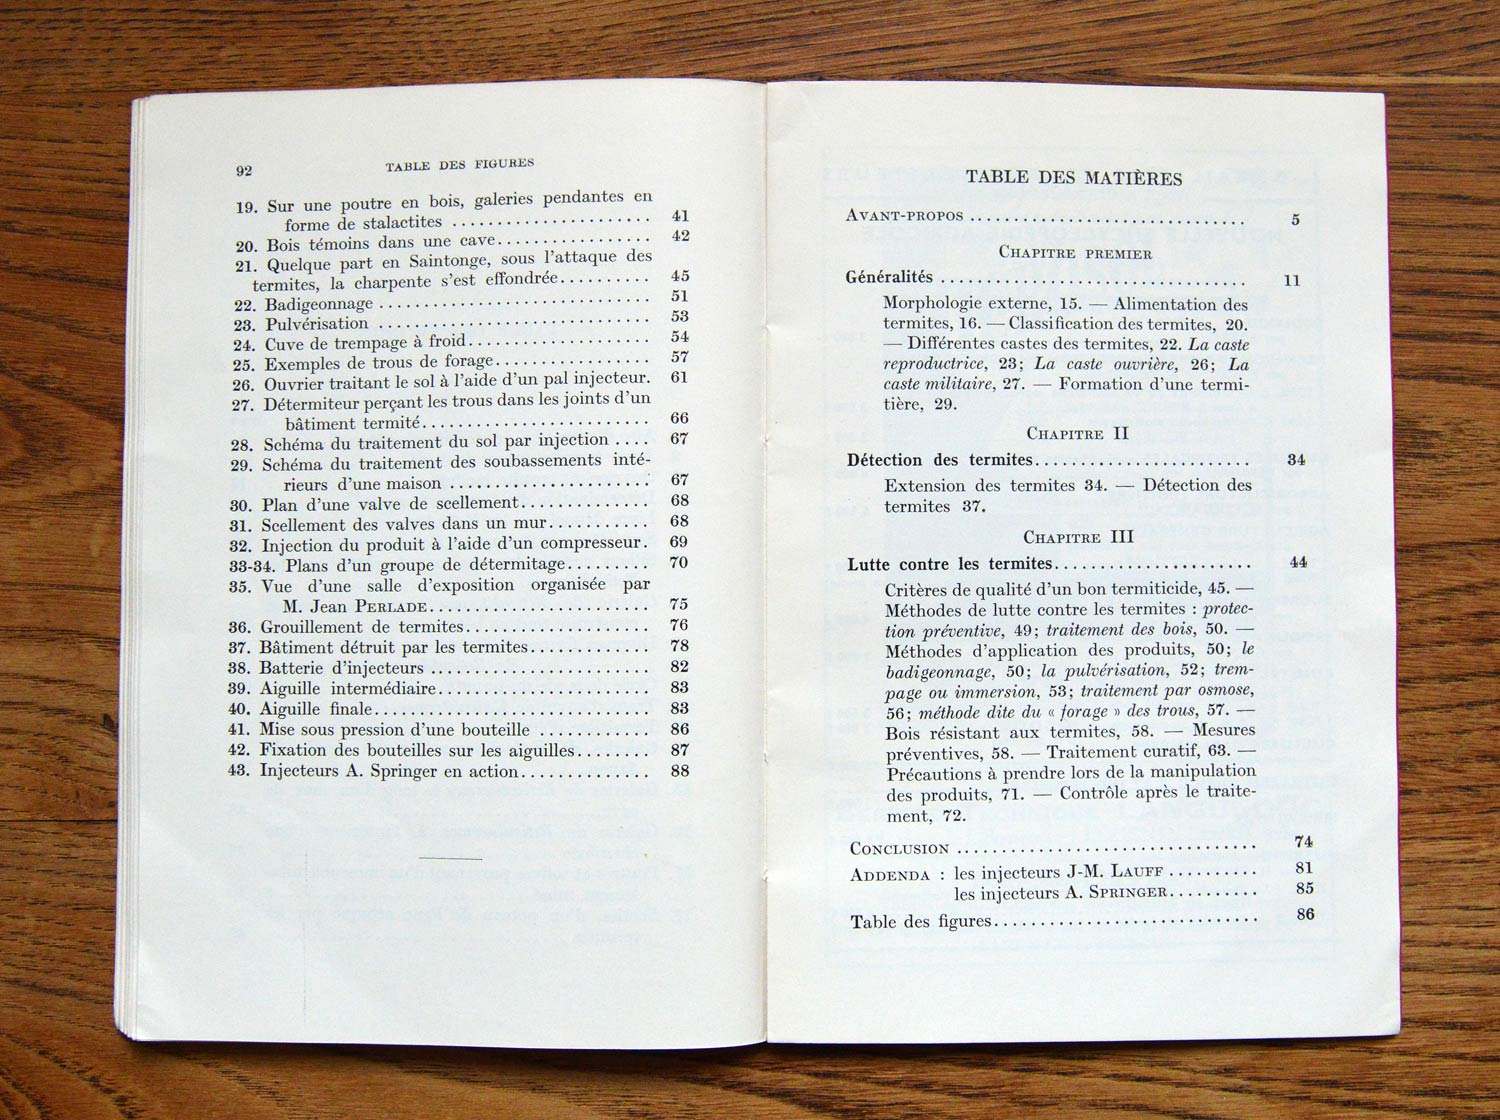 92 TABLE DES FIGURES
19. Sur une poutre en bois, galeries pendantes en
forme de stalactites .................... 41
20. Bois témoins dans une cave................. 42
21. Quelque part en Saintonge, sous l'attaque des
termites, la charpente s'est effondrée.......... 45
22. Badigeonnage .............................. 51
23. Pulvérisation .............................. 53
24. Cuve de trempage à froid.................... 54
25. Exemples de trous de forage................. 57
26. Ouvrier traitant le sol à l'aide d'un pal injecteur. 61
27. Détermiteur perçant les trous dans les joints d'un
bâtiment termité......................... 66
28. Schéma du traitement du sol par injection .... 67
29. Schéma du traitement des soubassements inté-
rieurs d'une maison ...................... 67
30. Plan d'une valve de scellement.............. 68
31. Scellement des valves dans un mur........... 68
32. Injection du produit à l'aide d'un compresseur. 69
33-34. Plans d'un groupe de détermitage......... 70
35. Vue d'une salle d'exposition organisée par
M. Jean PERLADE........................ 75
36. Grouillement de termites.................... 76
37. Bâtiment détruit par les termites............. 78
38. Batterie d'injecteurs ........................ 82
39. Aiguille intermédiaire....................... 83
40. Aiguille finale.............................. 83
41. Mise sous pression d'une bouteille ............ 86
42. Fixation des bouteilles sur les aiguilles........ 87
43. Injecteurs A. Springer en action.............. 88
TABLE DES MATIÈRES
AVANT-PROPOS .............................. 5
CHAPITRE PREMIER
Généralités .................................. 11
Morphologie externe, 15. — Alimentation des
termites, 16. — Classification des termites, 20.
— Différentes castes des termites, 22. La caste
reproductrice, 23; La caste ouvrière, 26; La
caste militaire, 27. — Formation d'une termi-
tière, 29.
CHAPITRE II
Détection des termites........................ 34
Extension des termites 34. — Détection des
termites 37.
CHAPITRE III
Lutte contre les termites...................... 44
Critères de qualité d'un bon termiticide, 45. —
Méthodes de lutte contre les termites : protec-
tion préventive, 49; traitement des bois, 50. —
Méthodes d'application des produits, 50; le
badigeonnage, 50; la pulvérisation, 52; trem-
page ou immersion, 53; traitement par osmose,
56; méthode dite du « forage » des trous, 57. —
Bois résistant aux termites, 58. — Mesures
préventives, 58. — Traitement curatif, 63. —
Précautions à prendre lors de la manipulation
des produits, 71. — Contrôle après le traite-
ment, 72.
CONCLUSION ................................. 74
ADDENDA : les injecteurs J-M. LAUFF .......... 81
les injecteurs A. SPRINGER.......... 85
Table des figures............................. 86